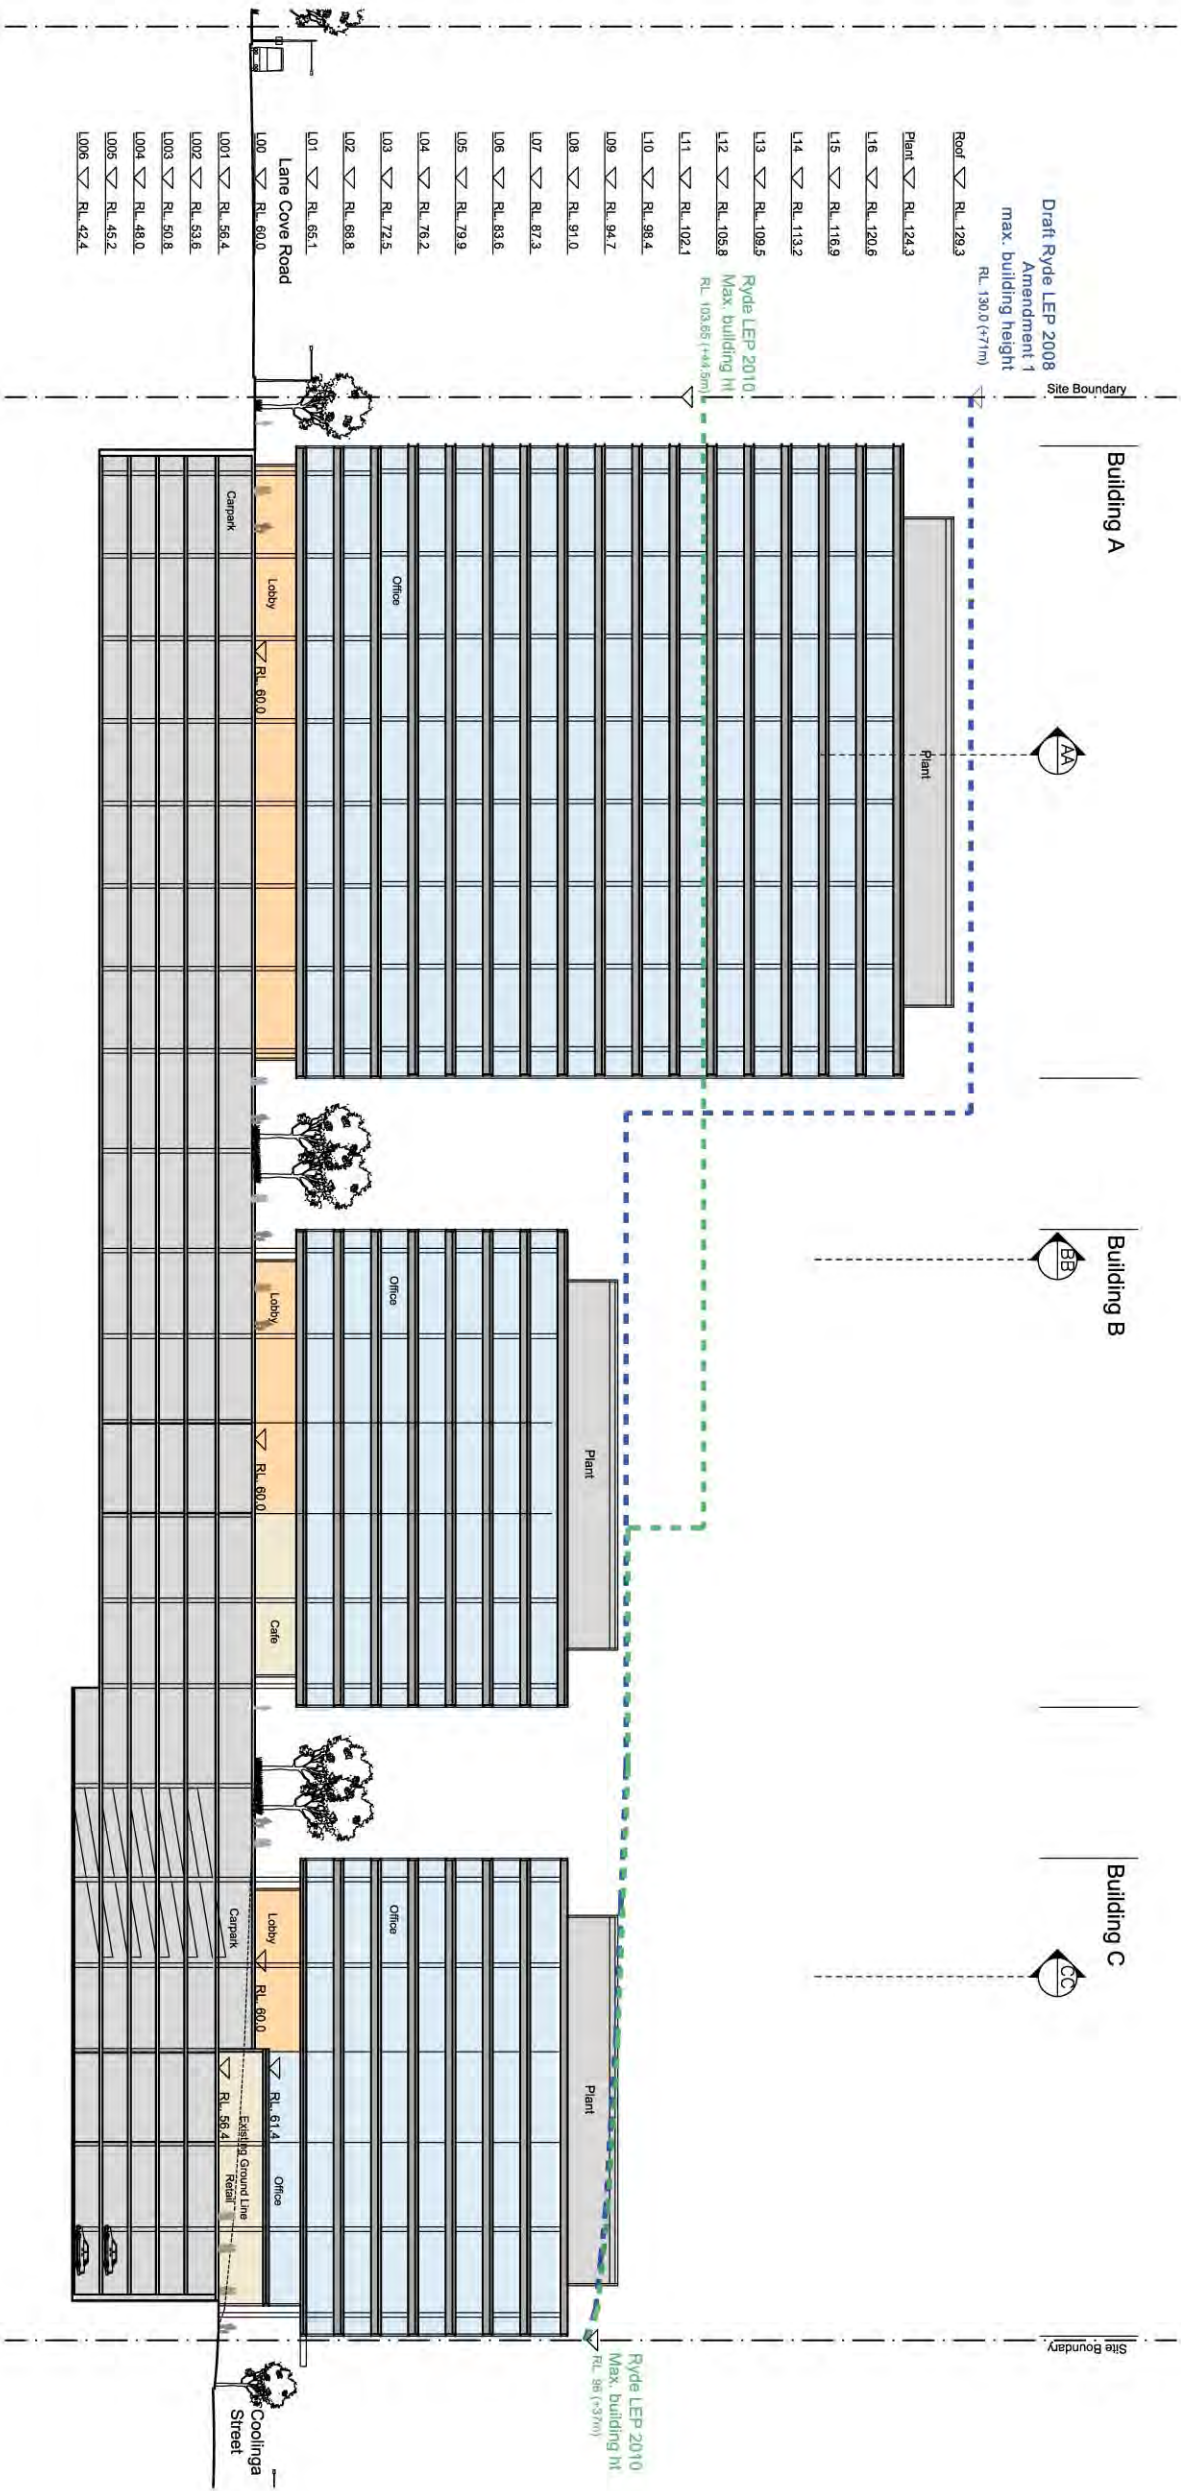 Building A
Building B
Building C
AA
BB
CC
Draft Ryde LEP 2008
Amendment 1
max. building height
RL. 130.0 (+71m)
Site Boundary
Site Boundary
Ryde LEP 2010
Max. building ht
RL. 103.65 (+44.5m)
Ryde LEP 2010
Max. building ht
RL 96 (+37m)
Roof RL. 129.3
Plant RL. 124.3
L16 RL. 120.6
L15 RL. 116.9
L14 RL. 113.2
L13 RL. 109.5
L12 RL. 105.8
L11 RL. 102.1
L10 RL. 98.4
L09 RL. 94.7
L08 RL. 91.0
L07 RL. 87.3
L06 RL. 83.6
L05 RL. 79.9
L04 RL. 76.2
L03 RL. 72.5
L02 RL. 68.8
L01 RL. 65.1
Lane Cove Road
L00 RL. 60.0
L001 RL. 56.4
L002 RL. 53.6
L003 RL. 50.8
L004 RL. 48.0
L005 RL. 45.2
L006 RL. 42.4
Plant
Office
Lobby
RL. 60.0
Carpark
Plant
Office
Lobby
RL. 60.0
Cafe
Plant
Office
Lobby
RL. 60.0
Carpark
RL. 61.4
Office
RL. 56.4
Existing Ground Line
Retail
Coolinga
Street